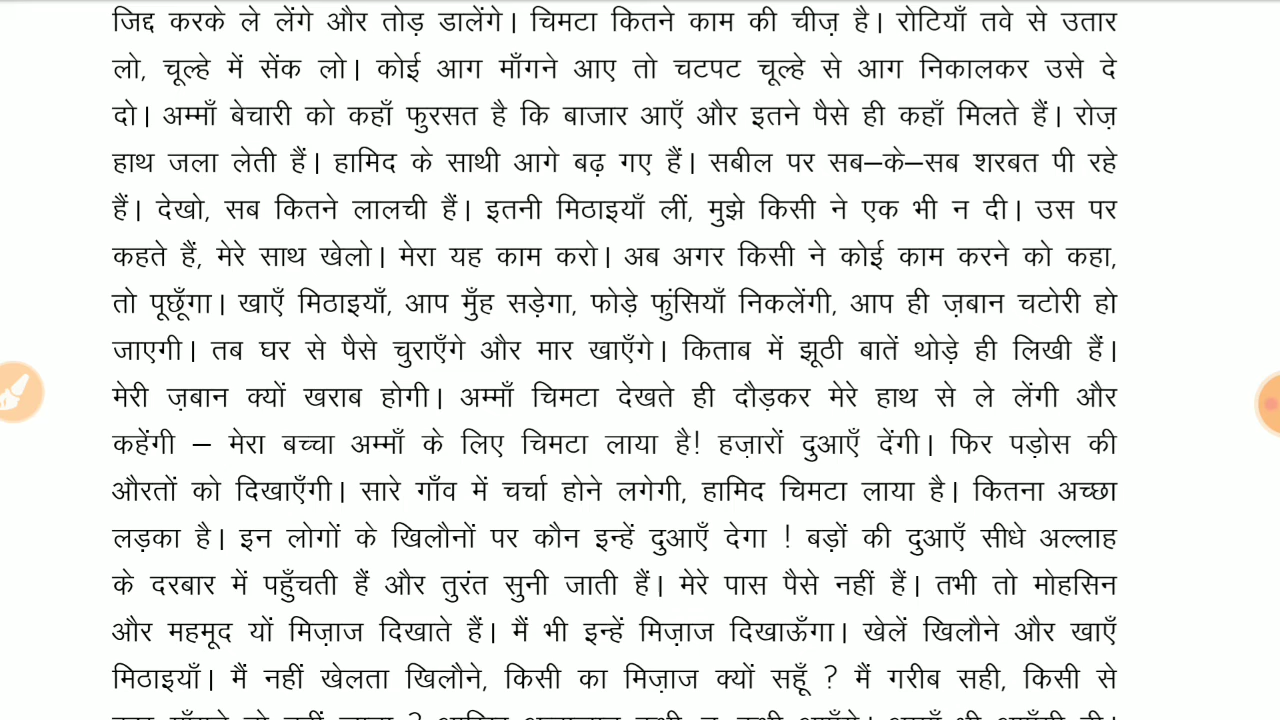 जिद्द करके ले लेंगे और तोड़ डालेंगे। चिमटा कितने काम की चीज़ है। रोटियाँ तवे से उतार
लो, चूल्हे में सेंक लो। कोई आग माँगने आए तो चटपट चूल्हे से आग निकालकर उसे दे
दो। अम्माँ बेचारी को कहाँ फुरसत है कि बाजार आएँ और इतने पैसे ही कहाँ मिलते हैं। रोज़
हाथ जला लेती हैं। हामिद के साथी आगे बढ़ गए हैं। सबील पर सब–के–सब शरबत पी रहे
हैं। देखो, सब कितने लालची हैं। इतनी मिठाइयाँ लीं, मुझे किसी ने एक भी न दी। उस पर
कहते हैं, मेरे साथ खेलो। मेरा यह काम करो। अब अगर किसी ने कोई काम करने को कहा,
तो पूछूँगा। खाएँ मिठाइयाँ, आप मुँह सड़ेगा, फोड़े फुंसियाँ निकलेंगी, आप ही ज़बान चटोरी हो
जाएगी। तब घर से पैसे चुराएँगे और मार खाएँगे। किताब में झूठी बातें थोड़े ही लिखी हैं।
मेरी ज़बान क्यों खराब होगी। अम्माँ चिमटा देखते ही दौड़कर मेरे हाथ से ले लेंगी और
कहेंगी – मेरा बच्चा अम्माँ के लिए चिमटा लाया है! हज़ारों दुआएँ देंगी। फिर पड़ोस की
औरतों को दिखाएँगी। सारे गाँव में चर्चा होने लगेगी, हामिद चिमटा लाया है। कितना अच्छा
लड़का है। इन लोगों के खिलौनों पर कौन इन्हें दुआएँ देगा ! बड़ों की दुआएँ सीधे अल्लाह
के दरबार में पहुँचती हैं और तुरंत सुनी जाती हैं। मेरे पास पैसे नहीं हैं। तभी तो मोहसिन
और महमूद यों मिज़ाज दिखाते हैं। मैं भी इन्हें मिज़ाज दिखाऊँगा। खेलें खिलौने और खाएँ
मिठाइयाँ। मैं नहीं खेलता खिलौने, किसी का मिज़ाज क्यों सहूँ ? मैं गरीब सही, किसी से